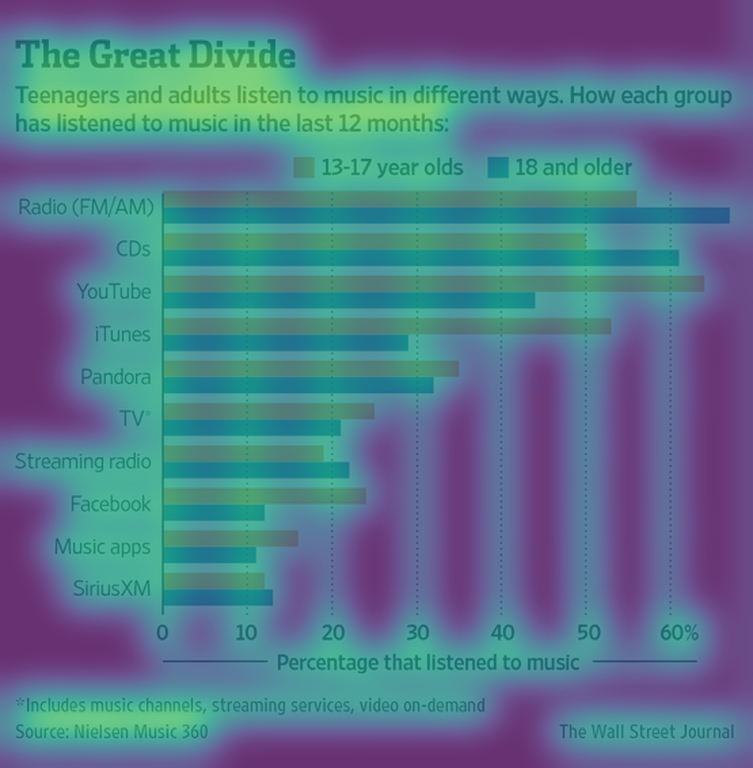 The Great Divide
Teenagers and adults listen to music in different ways. How each group
has listened to music in the last 12 months:
13-17 year olds 18 and older
Radio (FM/AM)
CDs
YouTube
iTunes
Pandora
TV*
Streaming radio
Facebook
Music apps
SiriusXM
0 10 20 30 40 50 60%
Percentage that listened to music
*Includes music channels, streaming services, video on-demand
Source: Nielsen Music 360 The Wall Street Journal